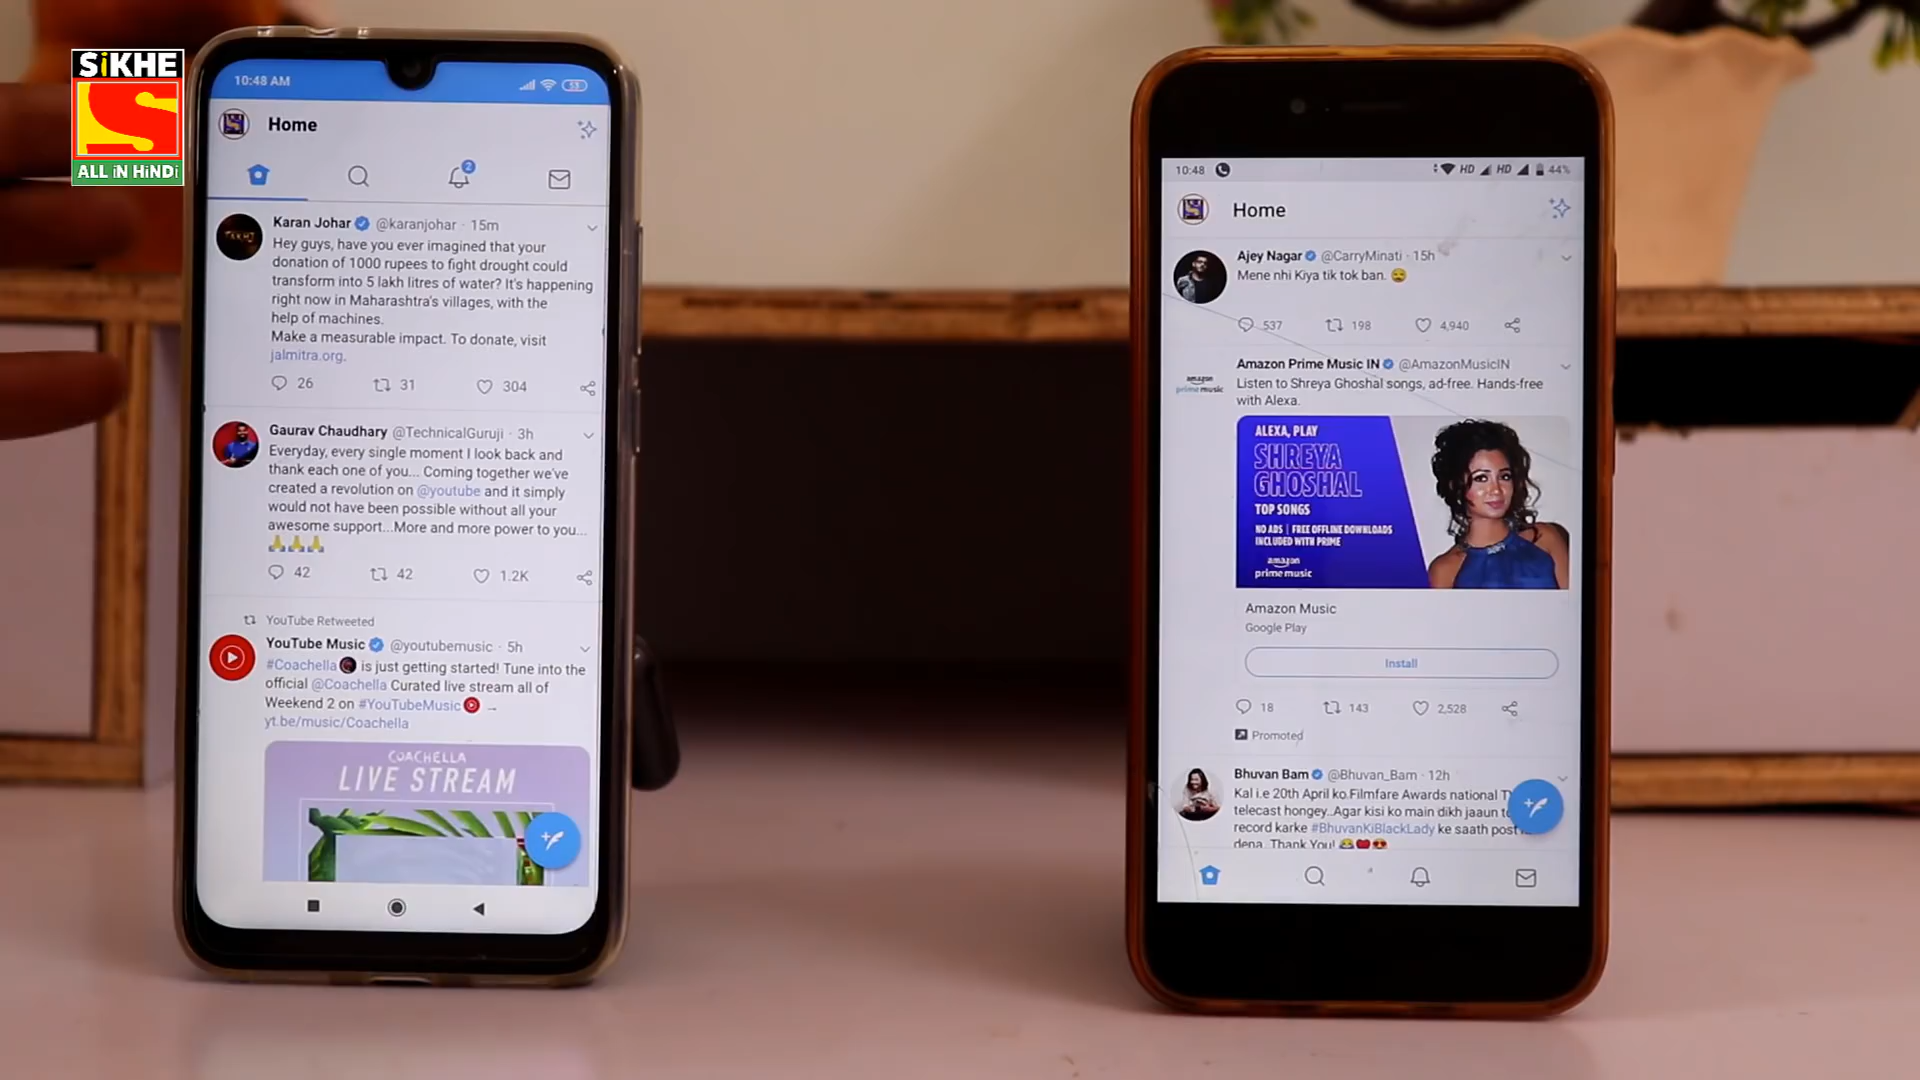 SiKHE
ALL iN HiNDi
10:48 AM
53
Home
2
Karan Johar @karanjohar · 15m
Hey guys, have you ever imagined that your
donation of 1000 rupees to fight drought could
transform into 5 lakh litres of water? It's happening
right now in Maharashtra's villages, with the
help of machines.
Make a measurable impact. To donate, visit
jalmitra.org.
26 31 304
Gaurav Chaudhary @TechnicalGuruji · 3h
Everyday, every single moment I look back and
thank each one of you... Coming together we've
created a revolution on @youtube and it simply
would not have been possible without all your
awesome support...More and more power to you...
🙏🙏🙏
42 42 1.2K
YouTube Retweeted
YouTube Music @youtubemusic · 5h
#Coachella is just getting started! Tune into the
official @Coachella Curated live stream all of
Weekend 2 on #YouTubeMusic →
yt.be/music/Coachella
COACHELLA
LIVE STREAM
10:48 HD HD 44%
Home
Ajey Nagar @CarryMinati · 15h
Mene nhi Kiya tik tok ban.
537 198 4,940
Amazon Prime Music IN @AmazonMusicIN
Listen to Shreya Ghoshal songs, ad-free. Hands-free
with Alexa.
amazon
prime music
ALEXA, PLAY
SHREYA
GHOSHAL
TOP SONGS
NO ADS | FREE OFFLINE DOWNLOADS
INCLUDED WITH PRIME
amazon
prime music
Amazon Music
Google Play
Install
18 143 2,528
Promoted
Bhuvan Bam @Bhuvan_Bam · 12h
Kal i.e 20th April ko.Filmfare Awards national T
telecast hongey..Agar kisi ko main dikh jaaun to
record karke #BhuvanKiBlackLady ke saath post
dena. Thank You! 😂❤️😍